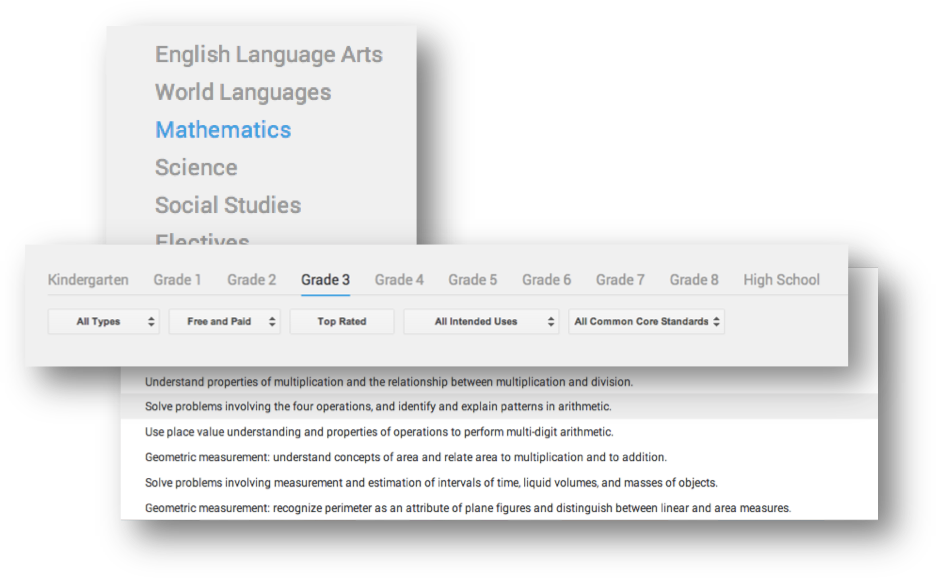 English Language Arts
World Languages
Mathematics
Science
Social Studies
Electives
Kindergarten Grade 1 Grade 2 Grade 3 Grade 4 Grade 5 Grade 6 Grade 7 Grade 8 High School
All Types Free and Paid Top Rated All Intended Uses All Common Core Standards
Understand properties of multiplication and the relationship between multiplication and division.
Solve problems involving the four operations, and identify and explain patterns in arithmetic.
Use place value understanding and properties of operations to perform multi-digit arithmetic.
Geometric measurement: understand concepts of area and relate area to multiplication and to addition.
Solve problems involving measurement and estimation of intervals of time, liquid volumes, and masses of objects.
Geometric measurement: recognize perimeter as an attribute of plane figures and distinguish between linear and area measures.